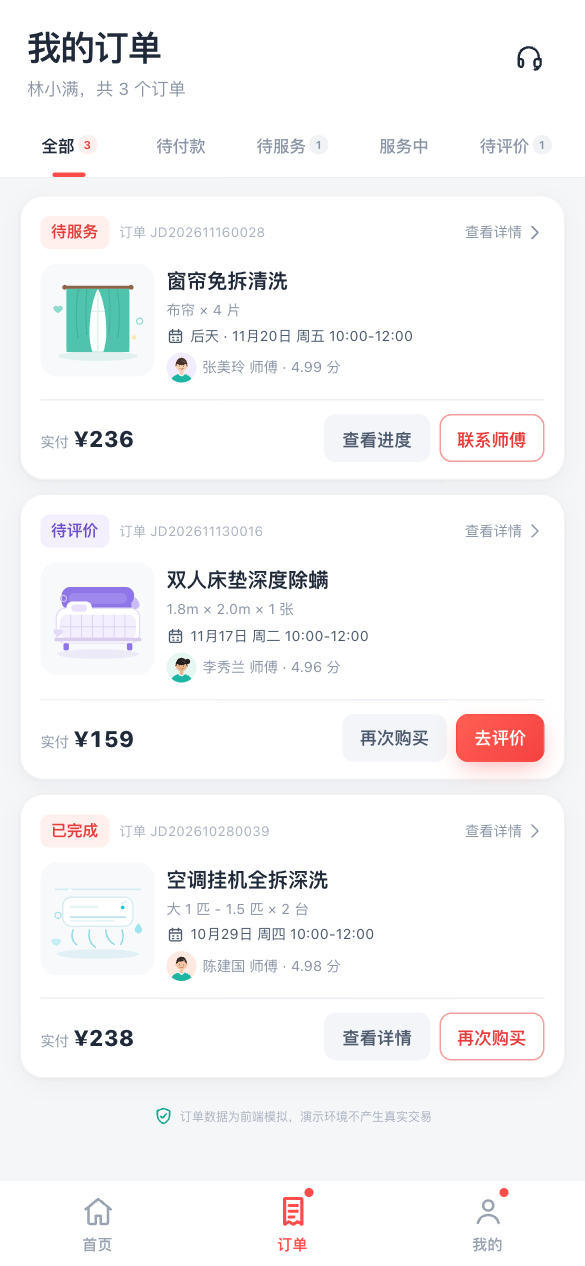 我的订单
林小满，共 3 个订单
全部 3 待付款 待服务 1 服务中 待评价 1
待服务 订单 JD202611160028 查看详情
窗帘免拆清洗
布帘 × 4 片
后天 · 11月20日 周五 10:00-12:00
张美玲 师傅 · 4.99 分
实付 ¥236 查看进度 联系师傅
待评价 订单 JD202611130016 查看详情
双人床垫深度除螨
1.8m × 2.0m × 1 张
11月17日 周二 10:00-12:00
李秀兰 师傅 · 4.96 分
实付 ¥159 再次购买 去评价
已完成 订单 JD202610280039 查看详情
空调挂机全拆深洗
大 1 匹 - 1.5 匹 × 2 台
10月29日 周四 10:00-12:00
陈建国 师傅 · 4.98 分
实付 ¥238 查看详情 再次购买
订单数据为前端模拟，演示环境不产生真实交易
首页 订单 我的